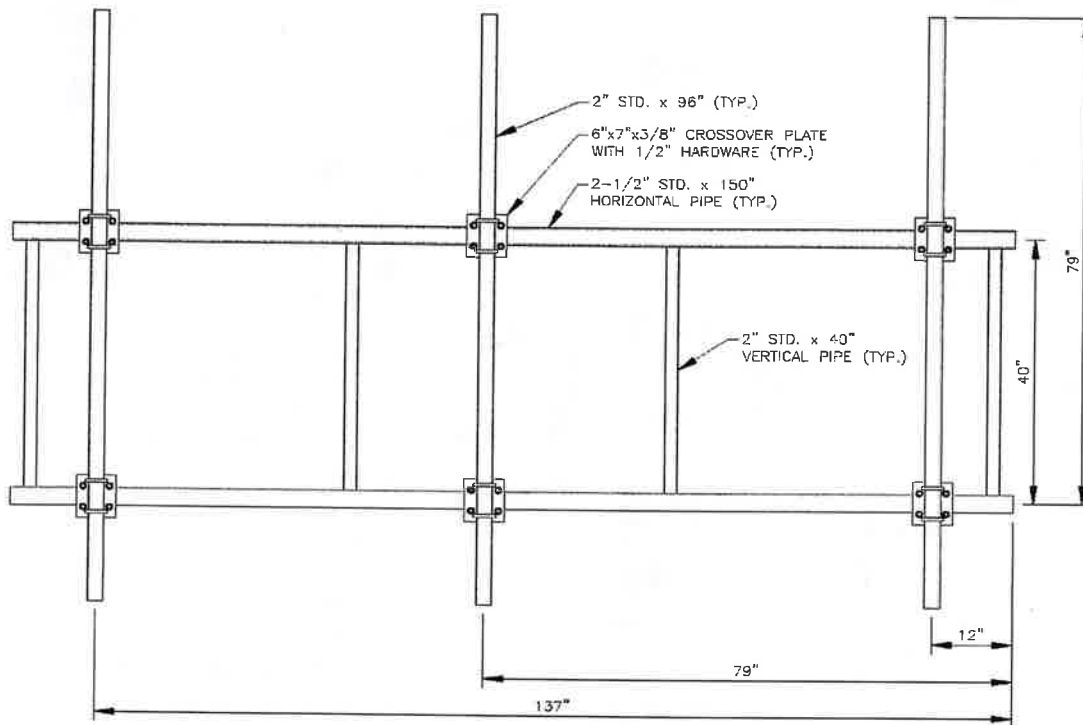 2" STD. x 96" (TYP.)
6"x7"x3/8" CROSSOVER PLATE
WITH 1/2" HARDWARE (TYP.)
2-1/2" STD. x 150"
HORIZONTAL PIPE (TYP.)
79"
2" STD. x 40"
VERTICAL PIPE (TYP.)
40"
12"
79"
137"